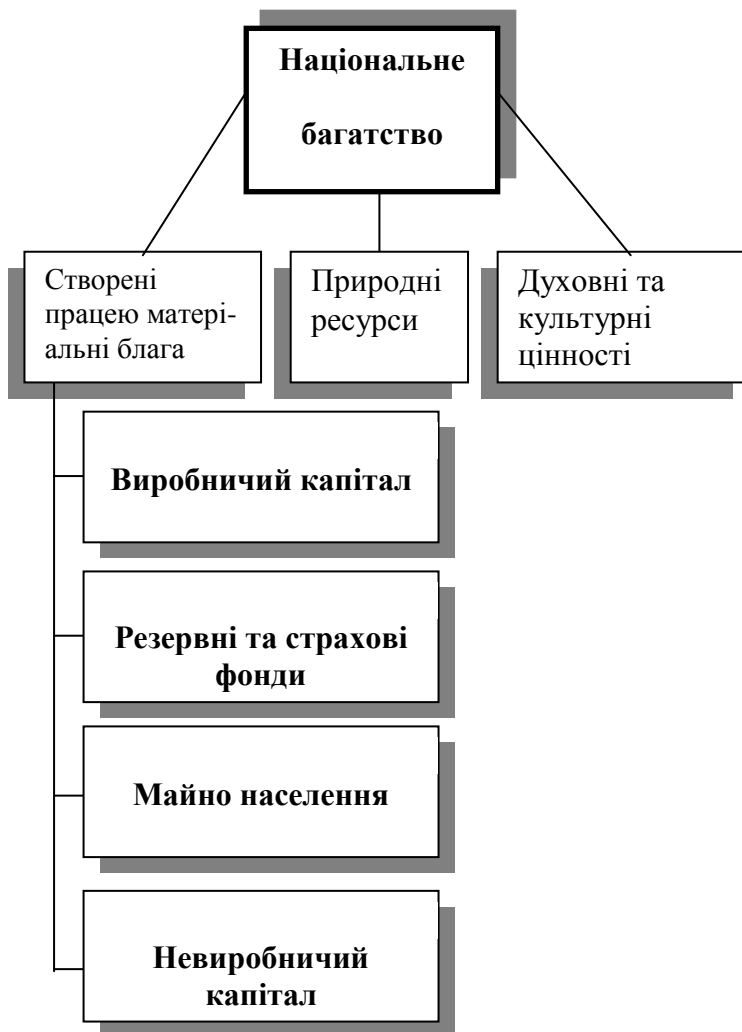 Національне
багатство
Створені
працею матері-
альні блага
Природні
ресурси
Духовні та
культурні
цінності
Виробничий капітал
Резервні та страхові
фонди
Майно населення
Невиробничий
капітал